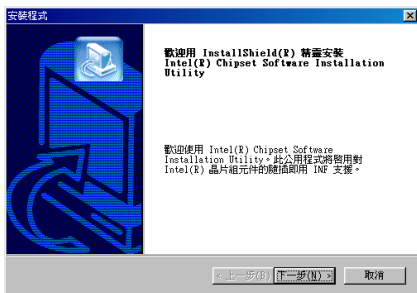 安裝程式
歡迎用 InstallShield(R) 精靈安裝
Intel(R) Chipset Software Installation
Utility
歡迎使用 Intel(R) Chipset Software
Installation Utility。此公用程式將啓用對
Intel(R) 晶片組元件的隨插即用 INF 支援。
< 上一步(B) 下一步(N) > 取消